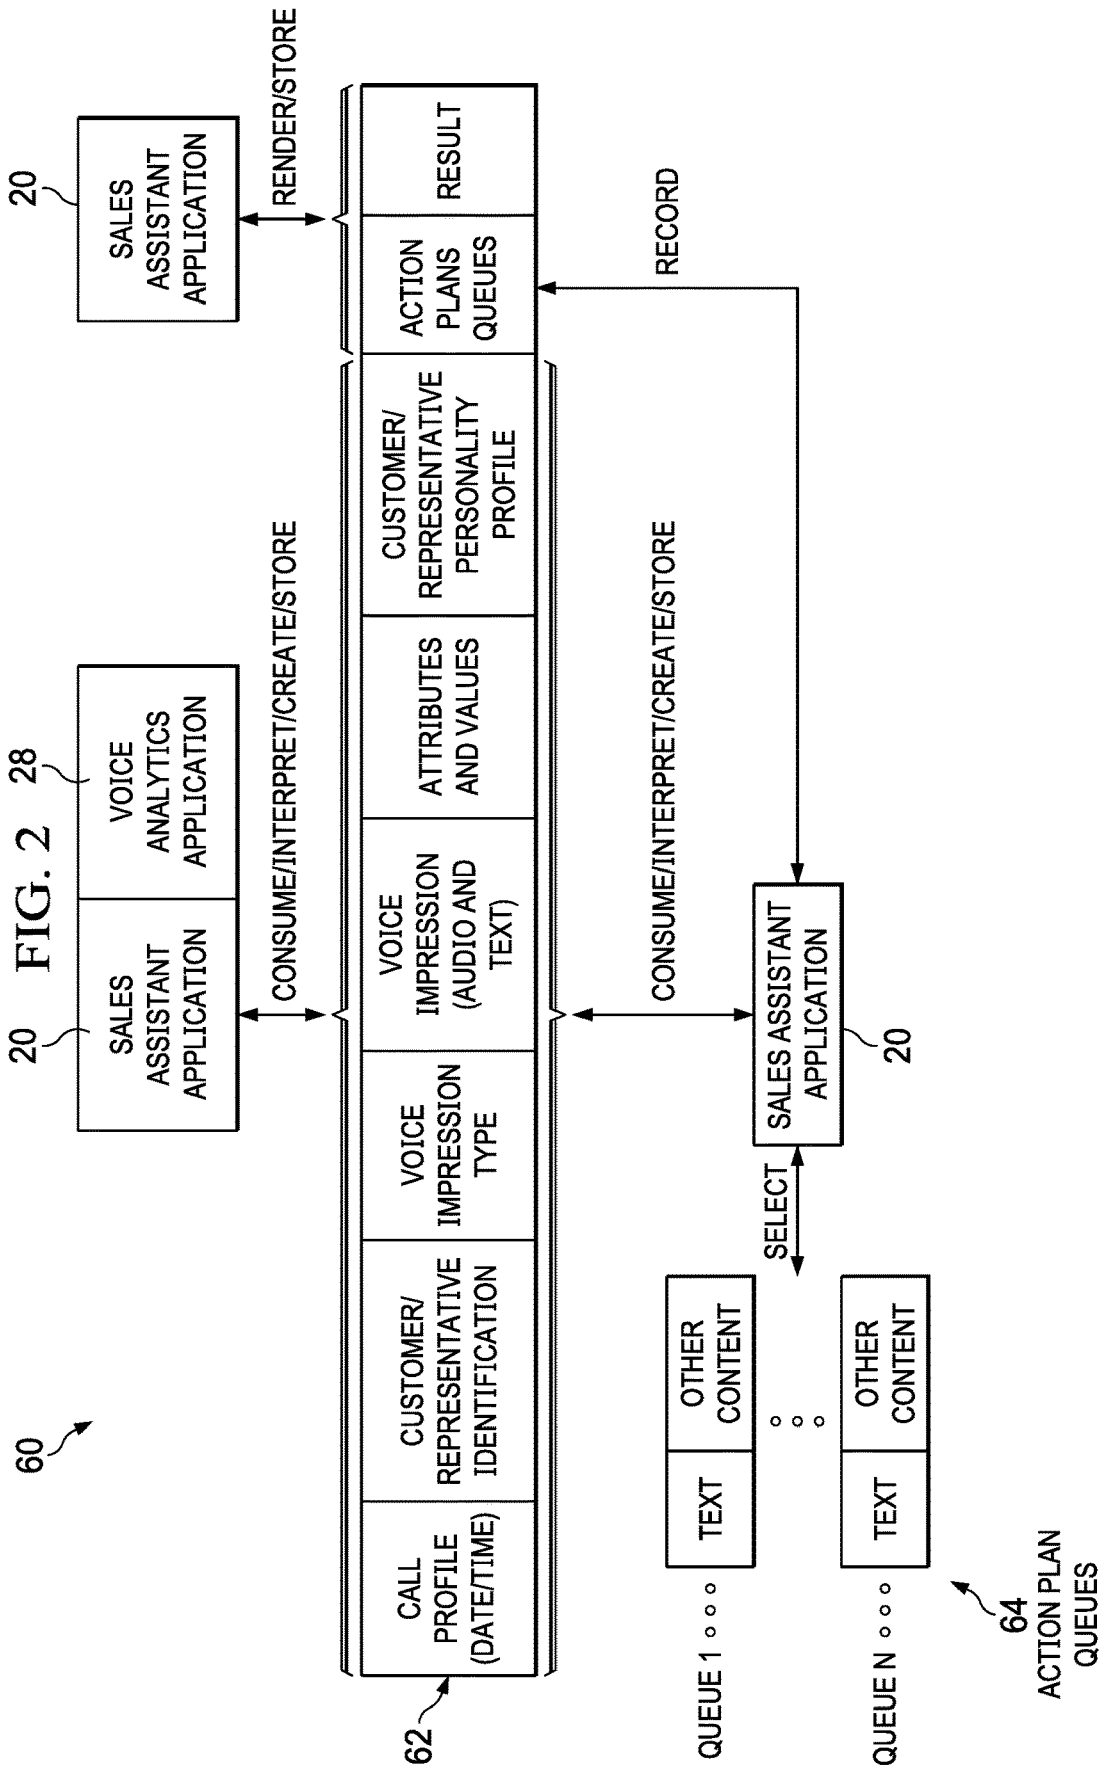 FIG. 2
60
20
SALES
ASSISTANT
APPLICATION
28
VOICE
ANALYTICS
APPLICATION
20
SALES
ASSISTANT
APPLICATION
CONSUME/INTERPRET/CREATE/STORE
RENDER/STORE
62
CALL
PROFILE
(DATE/TIME)
CUSTOMER/
REPRESENTATIVE
IDENTIFICATION
VOICE
IMPRESSION
TYPE
VOICE
IMPRESSION
(AUDIO AND
TEXT)
ATTRIBUTES
AND VALUES
CUSTOMER/
REPRESENTATIVE
PERSONALITY
PROFILE
ACTION
PLANS
QUEUES
RESULT
CONSUME/INTERPRET/CREATE/STORE
RECORD
QUEUE 1
TEXT
OTHER
CONTENT
SELECT
SALES ASSISTANT
APPLICATION
20
QUEUE N
TEXT
OTHER
CONTENT
64
ACTION PLAN
QUEUES